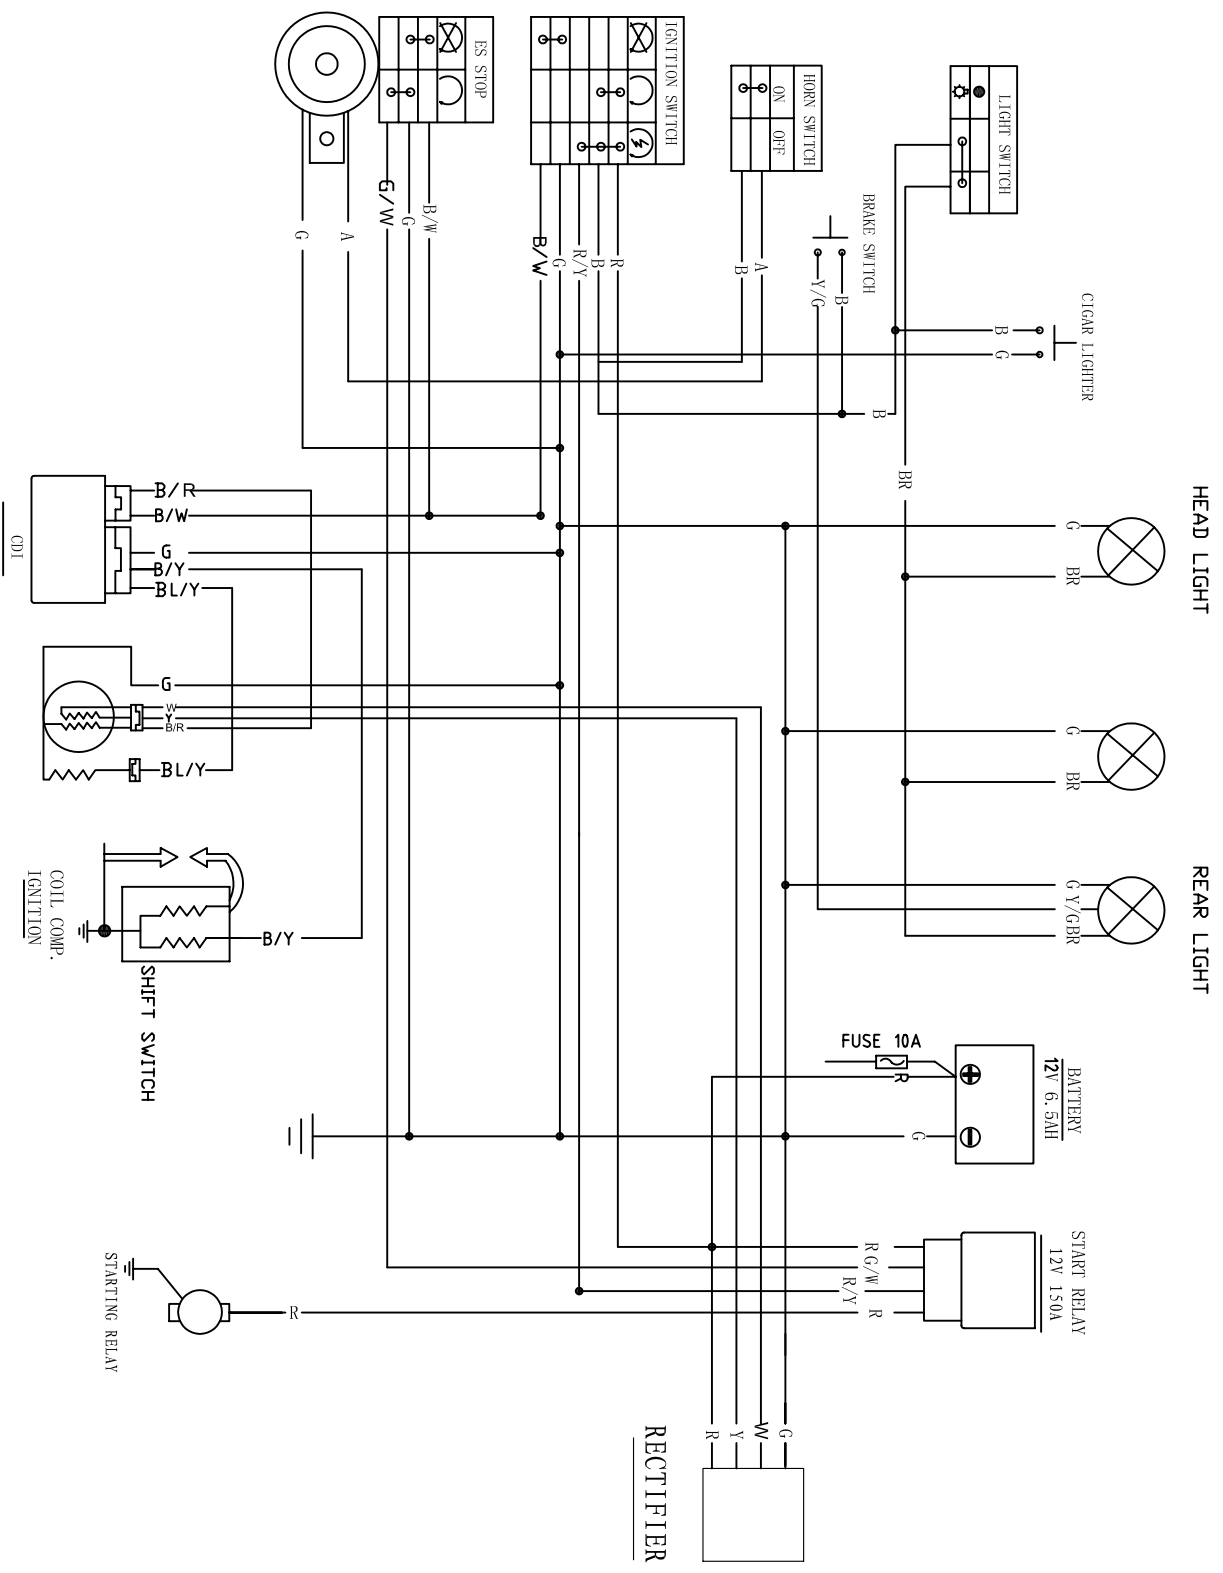 ES STOP
IGNITION SWITCH
HORN SWITCH
ON
OFF
LIGHT SWITCH
BRAKE SWITCH
CIGAR LIGHTER
G
A
G/W
G
B/W
B/W
G
R/Y
B
R
B
A
Y/G
B
B
G
B
BR
HEAD LIGHT
G
BR
G
BR
REAR LIGHT
G
Y/G
BR
CDI
B/R
B/W
G
B/Y
BL/Y
G
W
Y
B/R
BL/Y
COIL COMP.
IGNITION
B/Y
SHIFT SWITCH
FUSE 10A
R
BATTERY
12V 6.5AH
G
START RELAY
12V 150A
R
G/W
R/Y
R
STARTING RELAY
R
R
Y
W
G
RECTIFIER